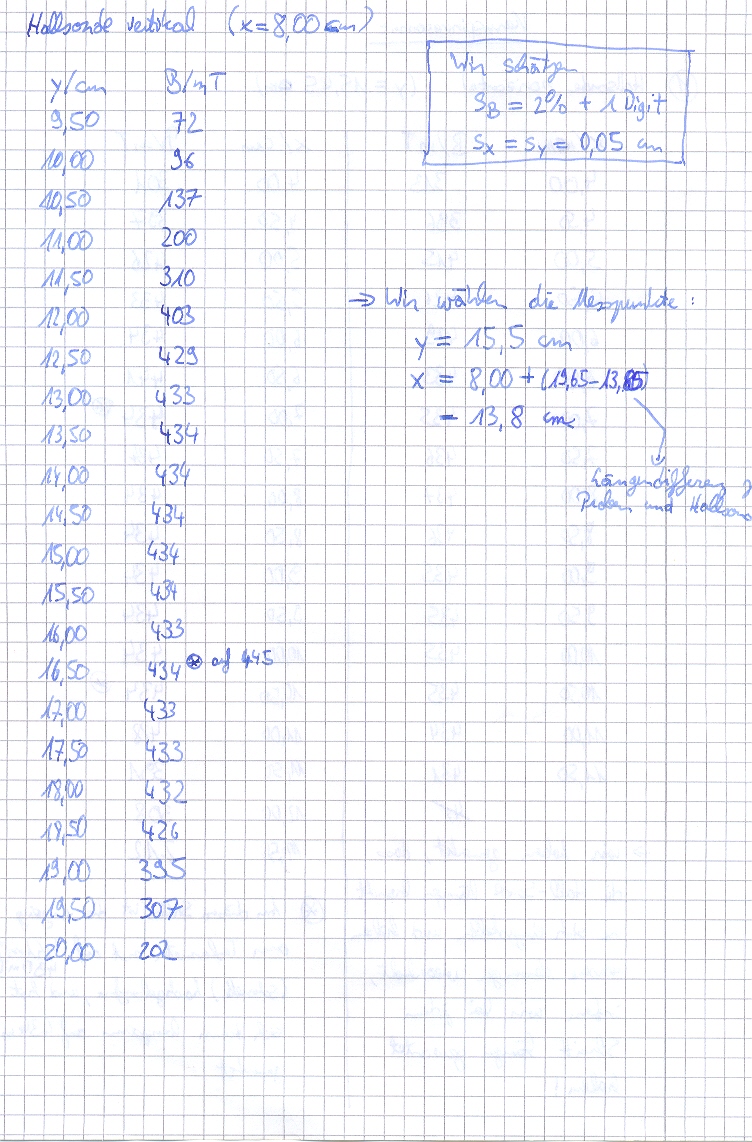 Hallsonde vertikal (x = 8,00 cm)
y/cm B/mT
9,50 72
10,00 96
10,50 137
11,00 200
11,50 310
12,00 403
12,50 429
13,00 433
13,50 434
14,00 434
14,50 434
15,00 434
15,50 434
16,00 433
16,50 434 ⊗ auf 445
17,00 433
17,50 433
18,00 432
18,50 426
19,00 395
19,50 307
20,00 202
Wir schätzen
s_B = 2% + 1 Digit
s_x = s_y = 0,05 cm
→ Wir wählen die Messpunkte:
y = 15,5 cm
x = 8,00 + (19,65 - 13,85)
= 13,8 cm
Längendifferenz
Proben und